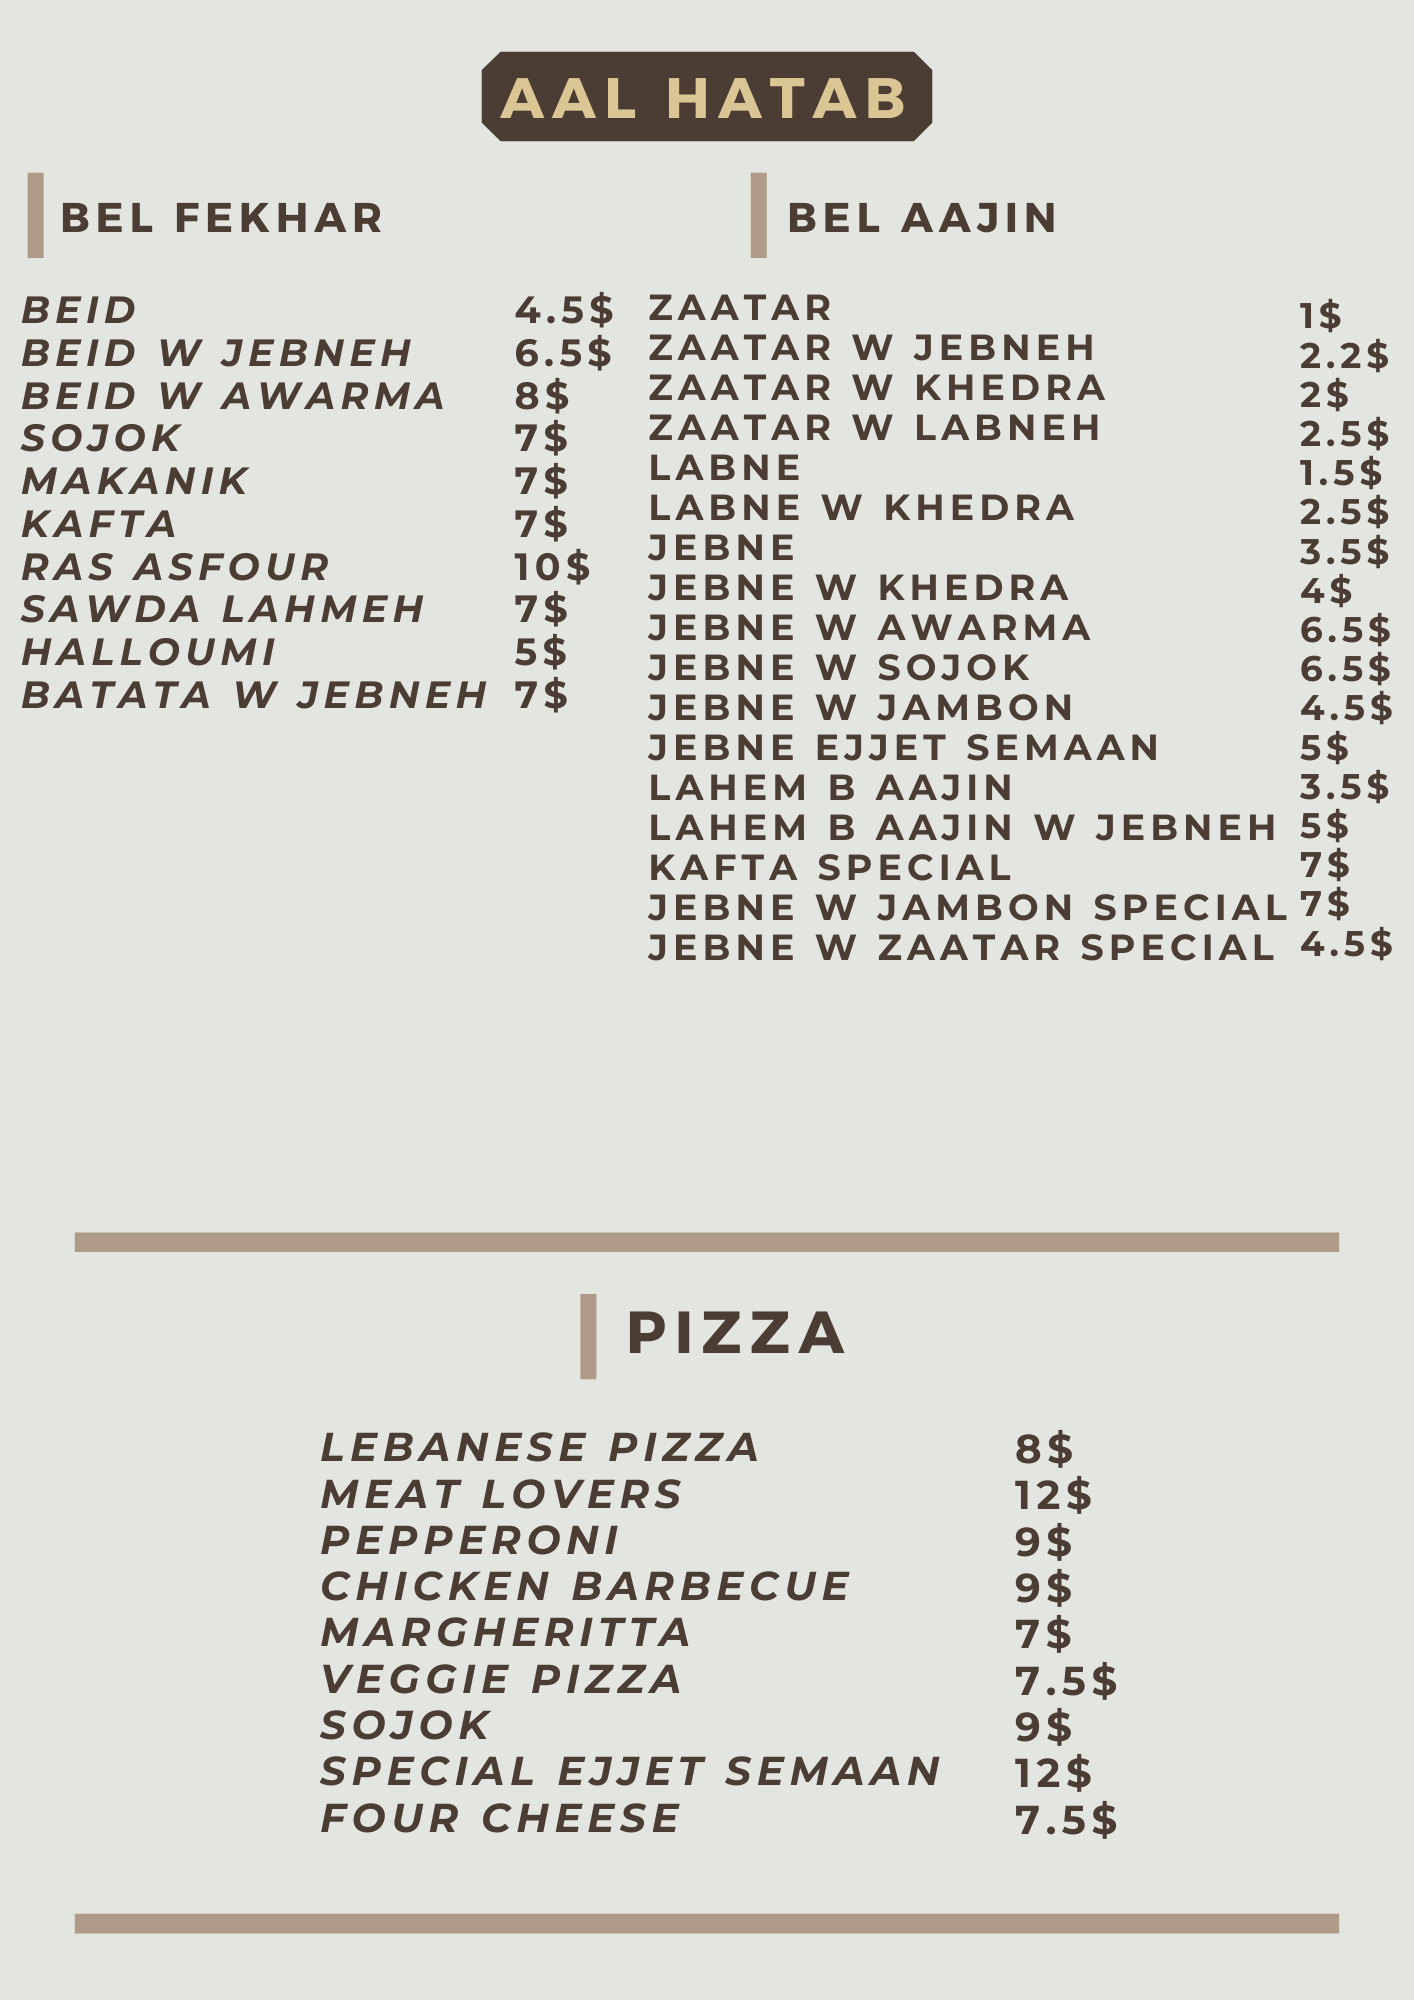 AAL HATAB
BEL FEKHAR
BEID 4.5$
BEID W JEBNEH 6.5$
BEID W AWARMA 8$
SOJOK 7$
MAKANIK 7$
KAFTA 7$
RAS ASFOUR 10$
SAWDA LAHMEH 7$
HALLOUMI 5$
BATATA W JEBNEH 7$
BEL AAJIN
ZAATAR 1$
ZAATAR W JEBNEH 2.2$
ZAATAR W KHEDRA 2$
ZAATAR W LABNEH 2.5$
LABNE 1.5$
LABNE W KHEDRA 2.5$
JEBNE 3.5$
JEBNE W KHEDRA 4$
JEBNE W AWARMA 6.5$
JEBNE W SOJOK 6.5$
JEBNE W JAMBON 4.5$
JEBNE EJJET SEMAAN 5$
LAHEM B AAJIN 3.5$
LAHEM B AAJIN W JEBNEH 5$
KAFTA SPECIAL 7$
JEBNE W JAMBON SPECIAL 7$
JEBNE W ZAATAR SPECIAL 4.5$
PIZZA
LEBANESE PIZZA 8$
MEAT LOVERS 12$
PEPPERONI 9$
CHICKEN BARBECUE 9$
MARGHERITTA 7$
VEGGIE PIZZA 7.5$
SOJOK 9$
SPECIAL EJJET SEMAAN 12$
FOUR CHEESE 7.5$